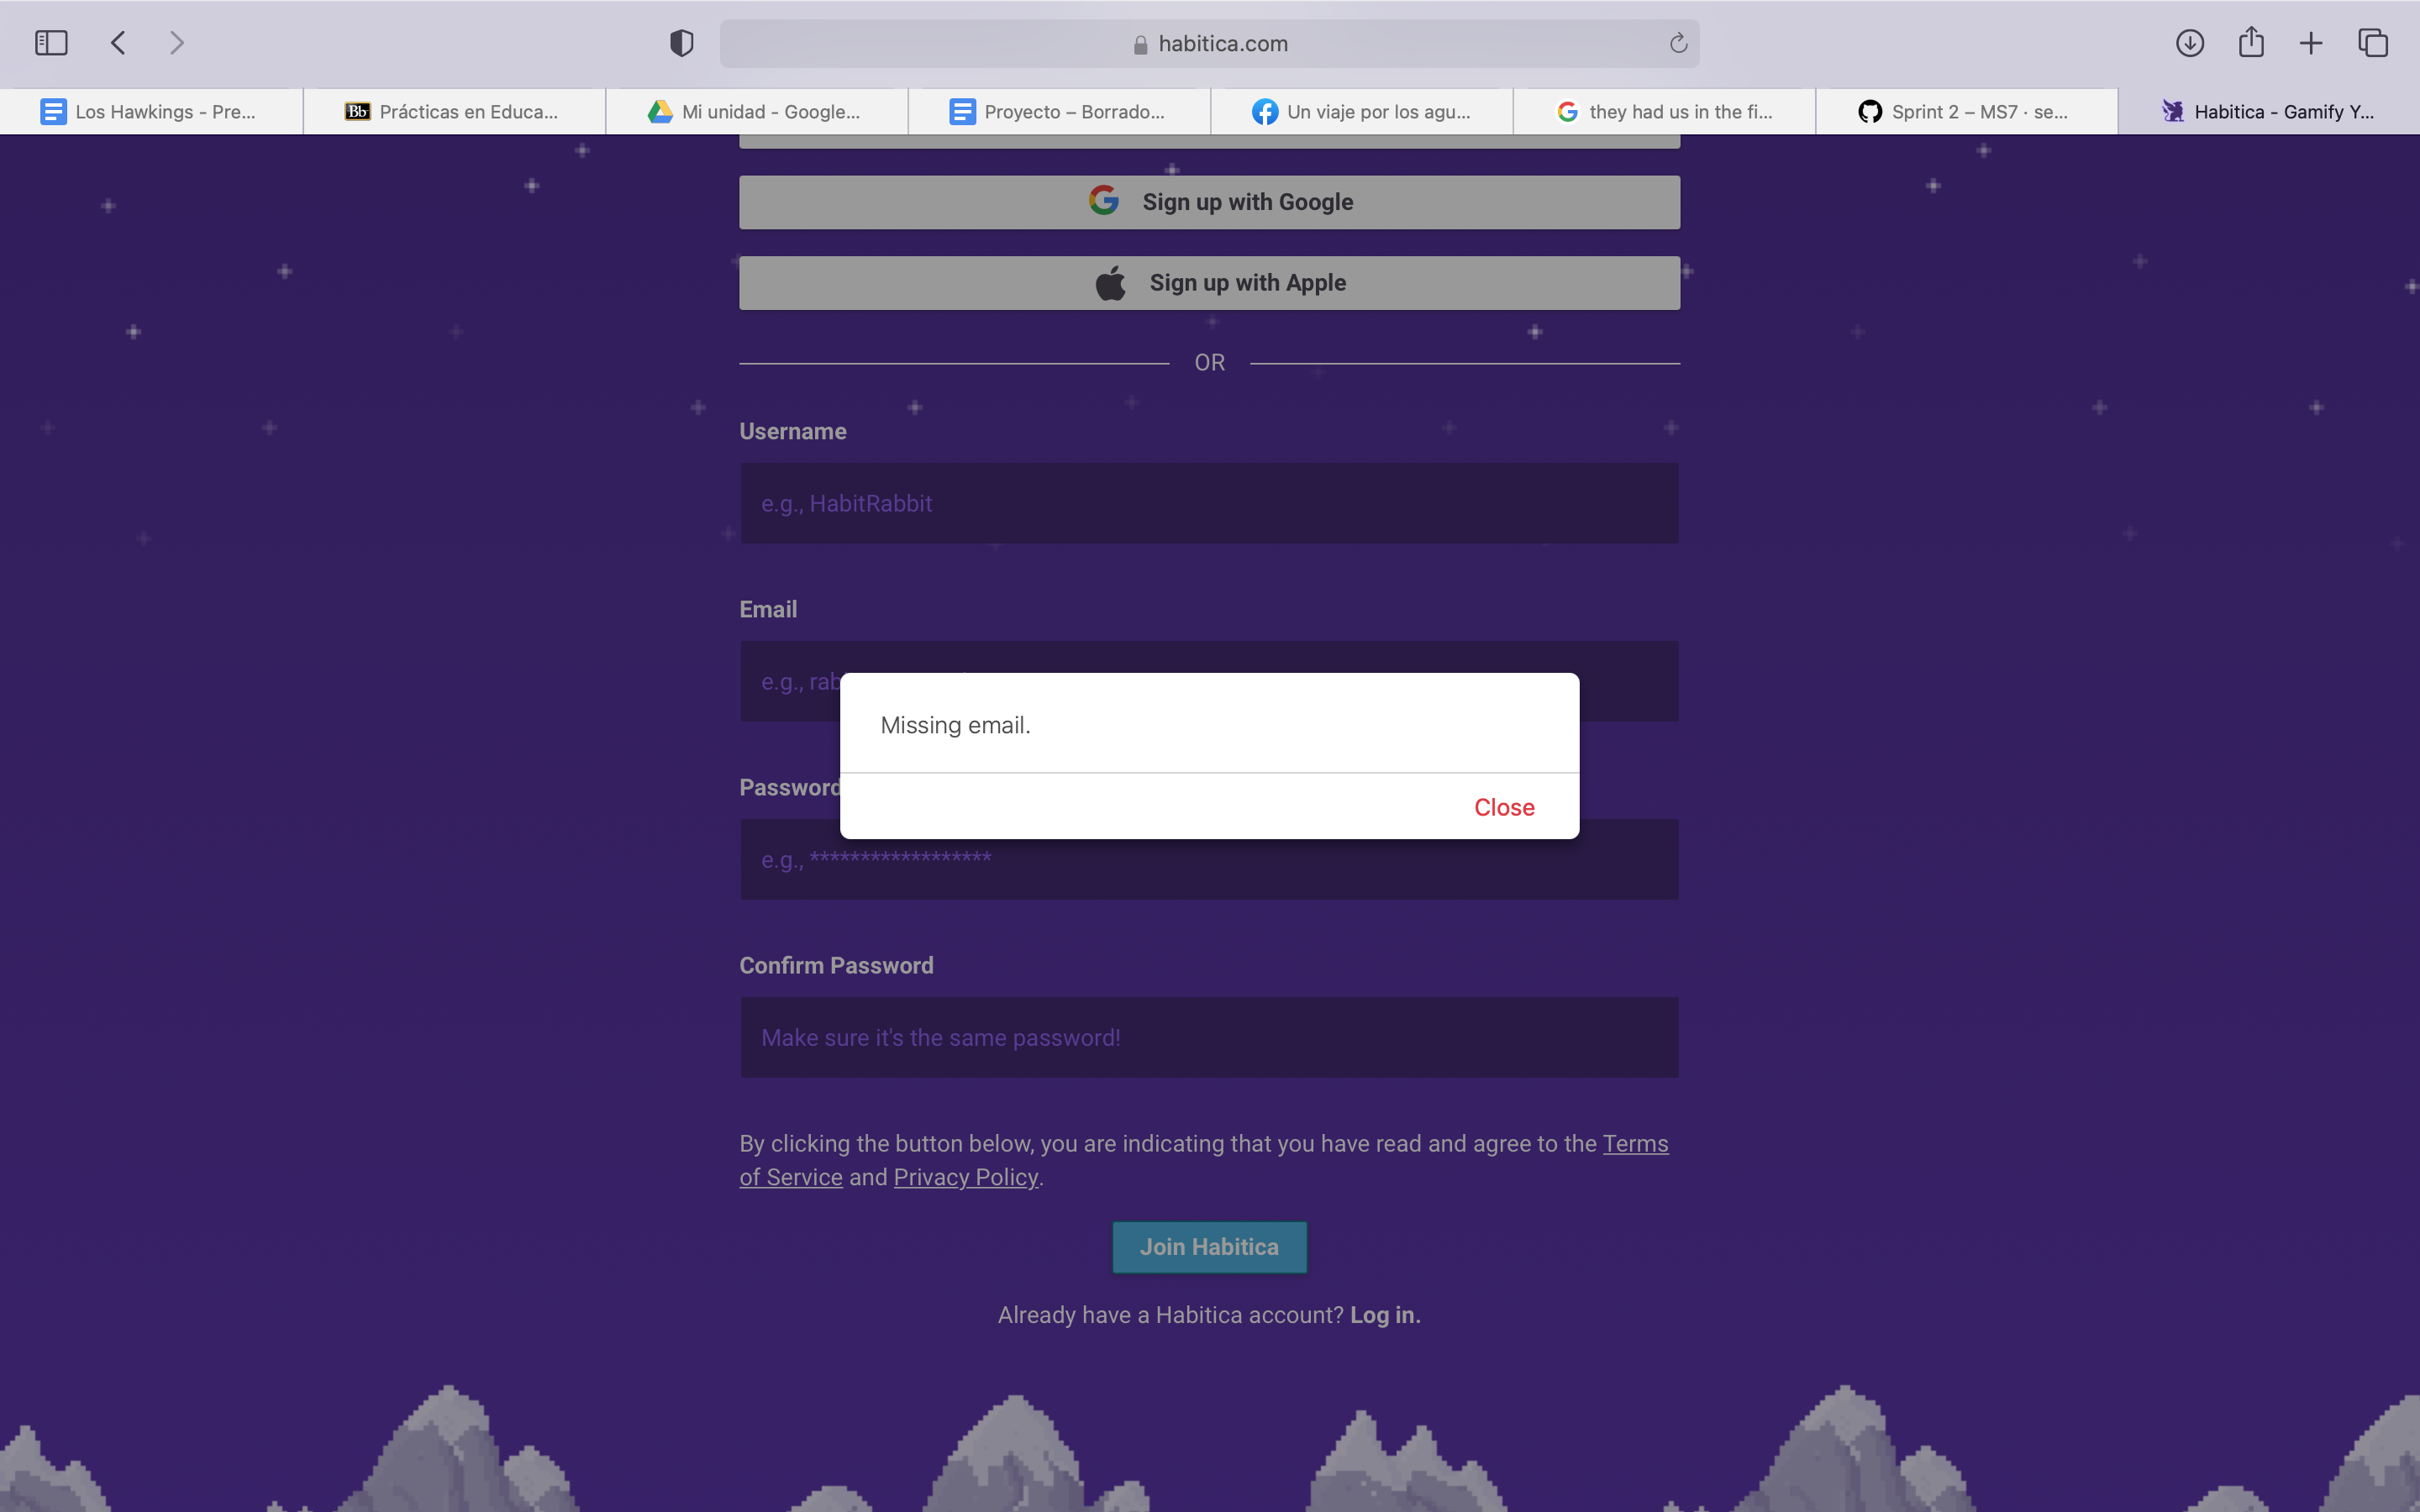 habitica.com
Los Hawkings - Pre...
Bb Prácticas en Educa...
Mi unidad - Google...
Proyecto – Borrado...
Un viaje por los agu...
they had us in the fi...
Sprint 2 – MS7 · se...
Habitica - Gamify Y...
Sign up with Google
Sign up with Apple
OR
Username
e.g., HabitRabbit
Email
e.g.,
Missing email.
Close
Password
e.g., ******************
Confirm Password
Make sure it's the same password!
By clicking the button below, you are indicating that you have read and agree to the Terms
of Service and Privacy Policy.
Join Habitica
Already have a Habitica account? Log in.